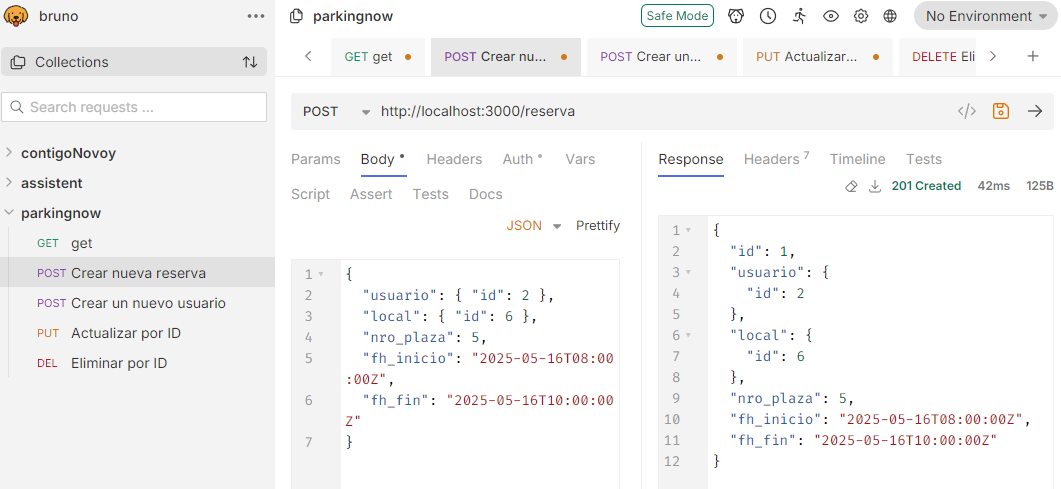 bruno
parkingnow
Safe Mode
No Environment
Collections
GET get
POST Crear nu...
POST Crear un...
PUT Actualizar...
DELETE Eli
Search requests ...
POST
http://localhost:3000/reserva
contigoNovoy
assistent
parkingnow
GET get
POST Crear nueva reserva
POST Crear un nuevo usuario
PUT Actualizar por ID
DEL Eliminar por ID
Params
Body
Headers
Auth
Vars
Script
Assert
Tests
Docs
JSON
Prettify
1 {
2 "usuario": { "id": 2 },
3 "local": { "id": 6 },
4 "nro_plaza": 5,
5 "fh_inicio": "2025-05-16T08:00
:00Z",
6 "fh_fin": "2025-05-16T10:00:00
Z"
7 }
Response
Headers 7
Timeline
Tests
201 Created
42ms
125B
1 {
2 "id": 1,
3 "usuario": {
4 "id": 2
5 },
6 "local": {
7 "id": 6
8 },
9 "nro_plaza": 5,
10 "fh_inicio": "2025-05-16T08:00:00Z",
11 "fh_fin": "2025-05-16T10:00:00Z"
12 }